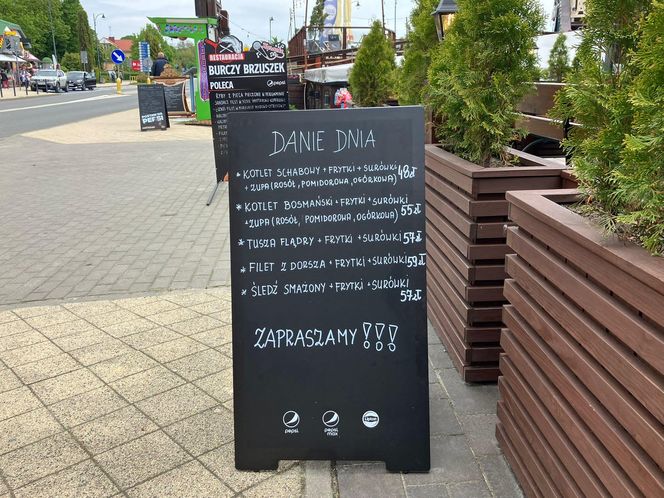 RESTAURACJA
BURCZY BRZUSZEK
POLECA
pepsi
DANIE DNIA
* KOTLET SCHABOWY + FRYTKI + SURÓWKI
+ ZUPA (ROSÓŁ, POMIDOROWA, OGÓRKOWA) 48zł
* KOTLET BOSMAŃSKI + FRYTKI + SURÓWKI
+ ZUPA (ROSÓŁ, POMIDOROWA, OGÓRKOWA) 55zł
* TUSZA FLĄDRY + FRYTKI + SURÓWKI 57zł
* FILET Z DORSZA + FRYTKI + SURÓWKI 59zł
* ŚLEDŹ SMAŻONY + FRYTKI + SURÓWKI
57zł
ZAPRASZAMY !!!
pepsi
pepsi
max
Lipton